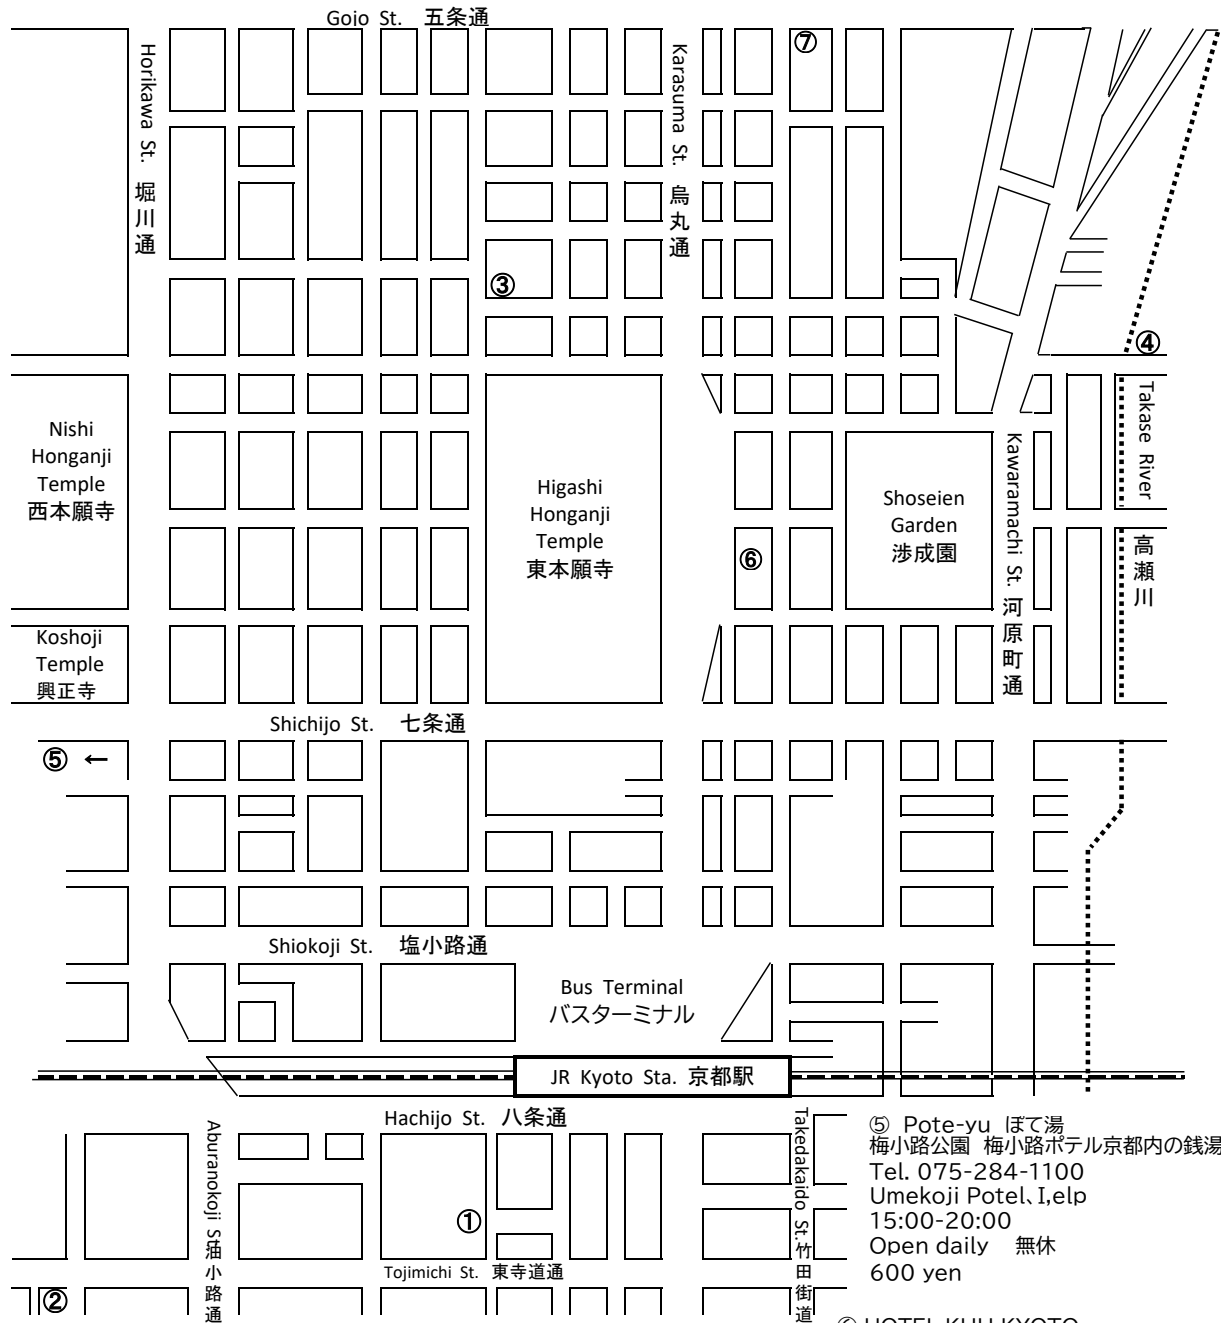 Gojo St. 五条通
Horikawa St. 堀川通
Karasuma St. 烏丸通
⑦
③
④
Takase River 高瀬川
Nishi
Honganji
Temple
西本願寺
Higashi
Honganji
Temple
東本願寺
⑥
Shoseien
Garden
渉成園
Kawaramachi St. 河原町通
Koshoji
Temple
興正寺
Shichijo St. 七条通
⑤ ←
Shiokoji St. 塩小路通
Bus Terminal
バスターミナル
JR Kyoto Sta. 京都駅
Hachijo St. 八条通
Aburanokoji St. 油小路通
Takedakaido St. 竹田街道
①
Tojimichi St. 東寺道通
②
⑤ Pote-yu ぽて湯
梅小路公園 梅小路ポテル京都内の銭湯
Tel. 075-284-1100
Umekoji Potel、I,elp
15:00-20:00
Open daily 無休
600 yen
⑥ HOTEL KUU KYOTO